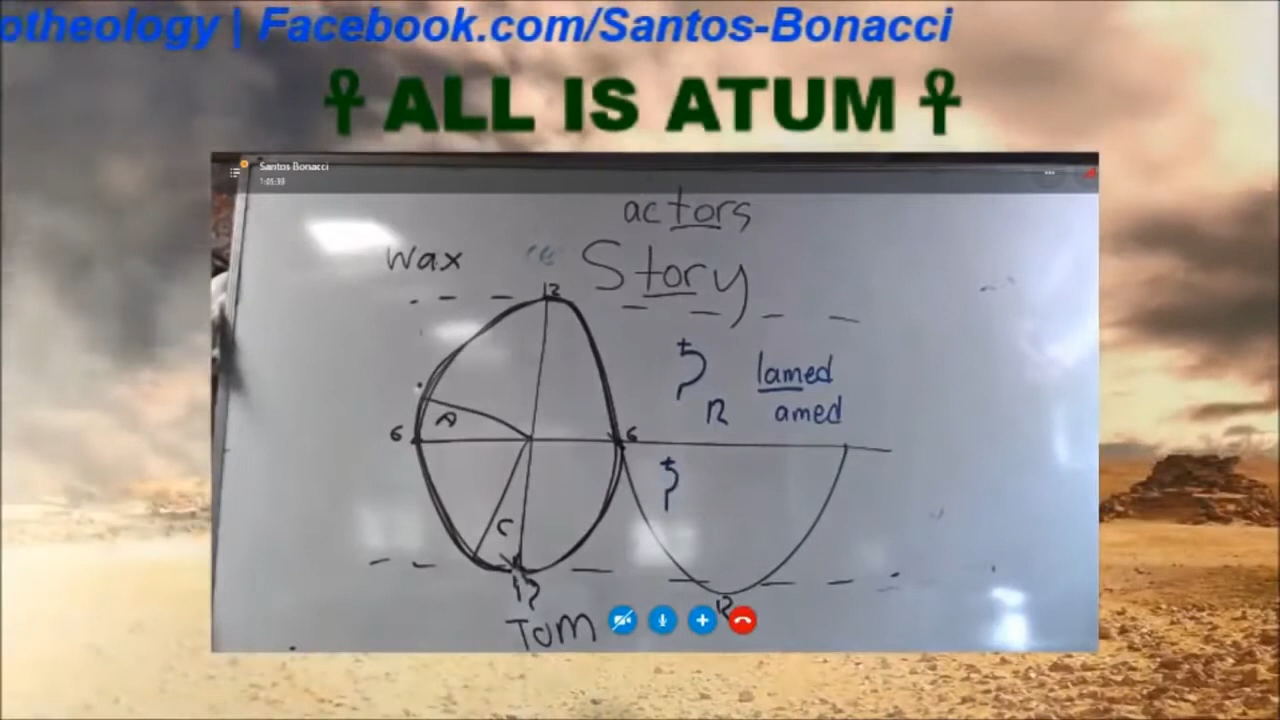 otheology | Facebook.com/Santos-Bonacci
☥ ALL IS ATUM ☥
Santos Bonacci
1:05:39
actors
Wax
Story
12
lamed
A
12
amed
6
6
C
12
12
Tom